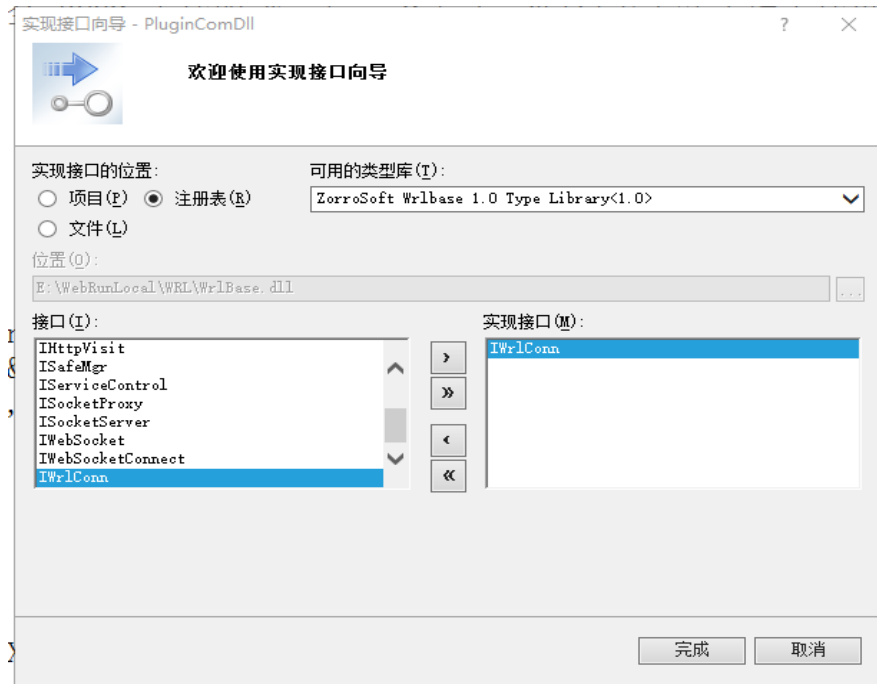 实现接口向导 - PluginComDll
?
欢迎使用实现接口向导
实现接口的位置:
可用的类型库(T):
项目(P)
注册表(R)
ZorroSoft Wrlbase 1.0 Type Library<1.0>
文件(L)
位置(O):
E:\WebRunLocal\WRL\WrlBase.dll
...
接口(I):
实现接口(M):
IHttpVisit
ISafeMgr
IServiceControl
ISocketProxy
ISocketServer
IWebSocket
IWebSocketConnect
IWrlConn
IWrlConn
完成
取消